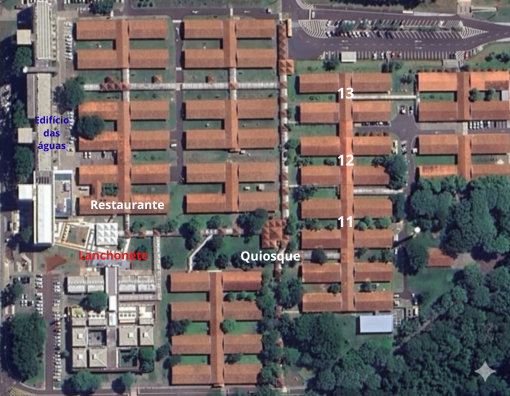 13
Edifício
das
águas
12
Restaurante
11
Lanchonete
Quiosque